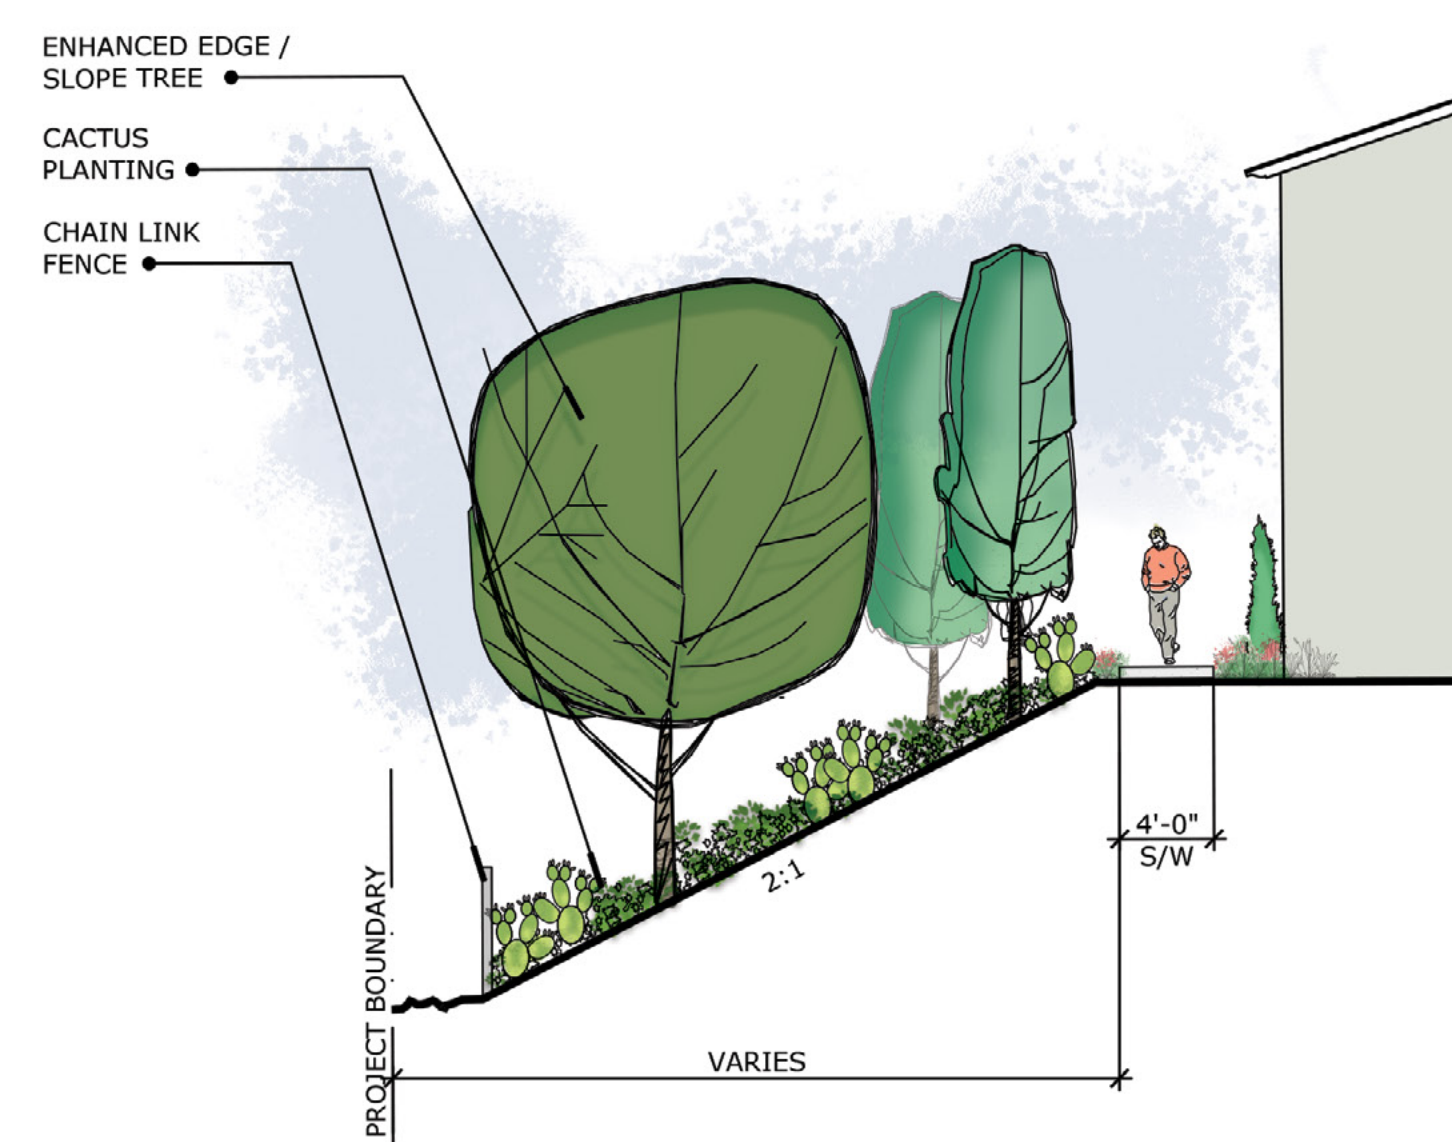 ENHANCED EDGE /
SLOPE TREE
CACTUS
PLANTING
CHAIN LINK
FENCE
2:1
4'-0"
S/W
PROJECT BOUNDARY
VARIES